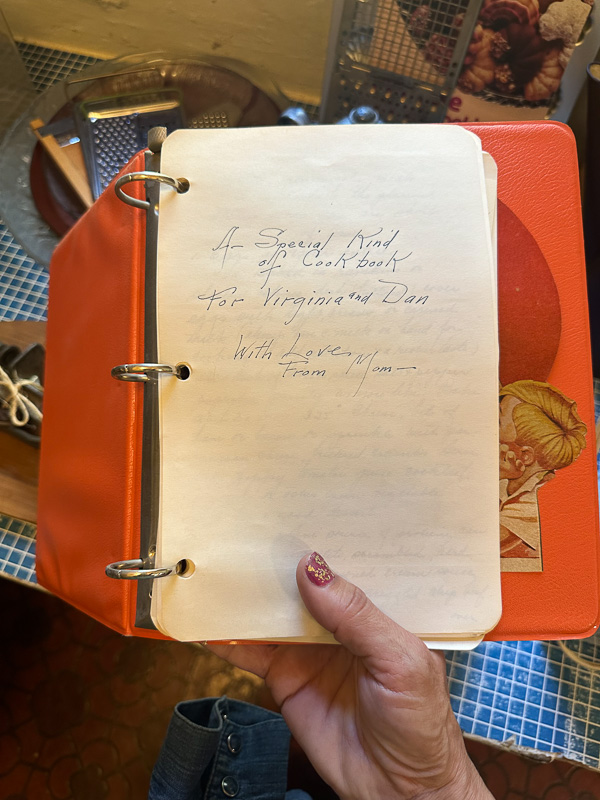 A Special Kind
of Cookbook
For Virginia and Dan
With Love
From Mom—